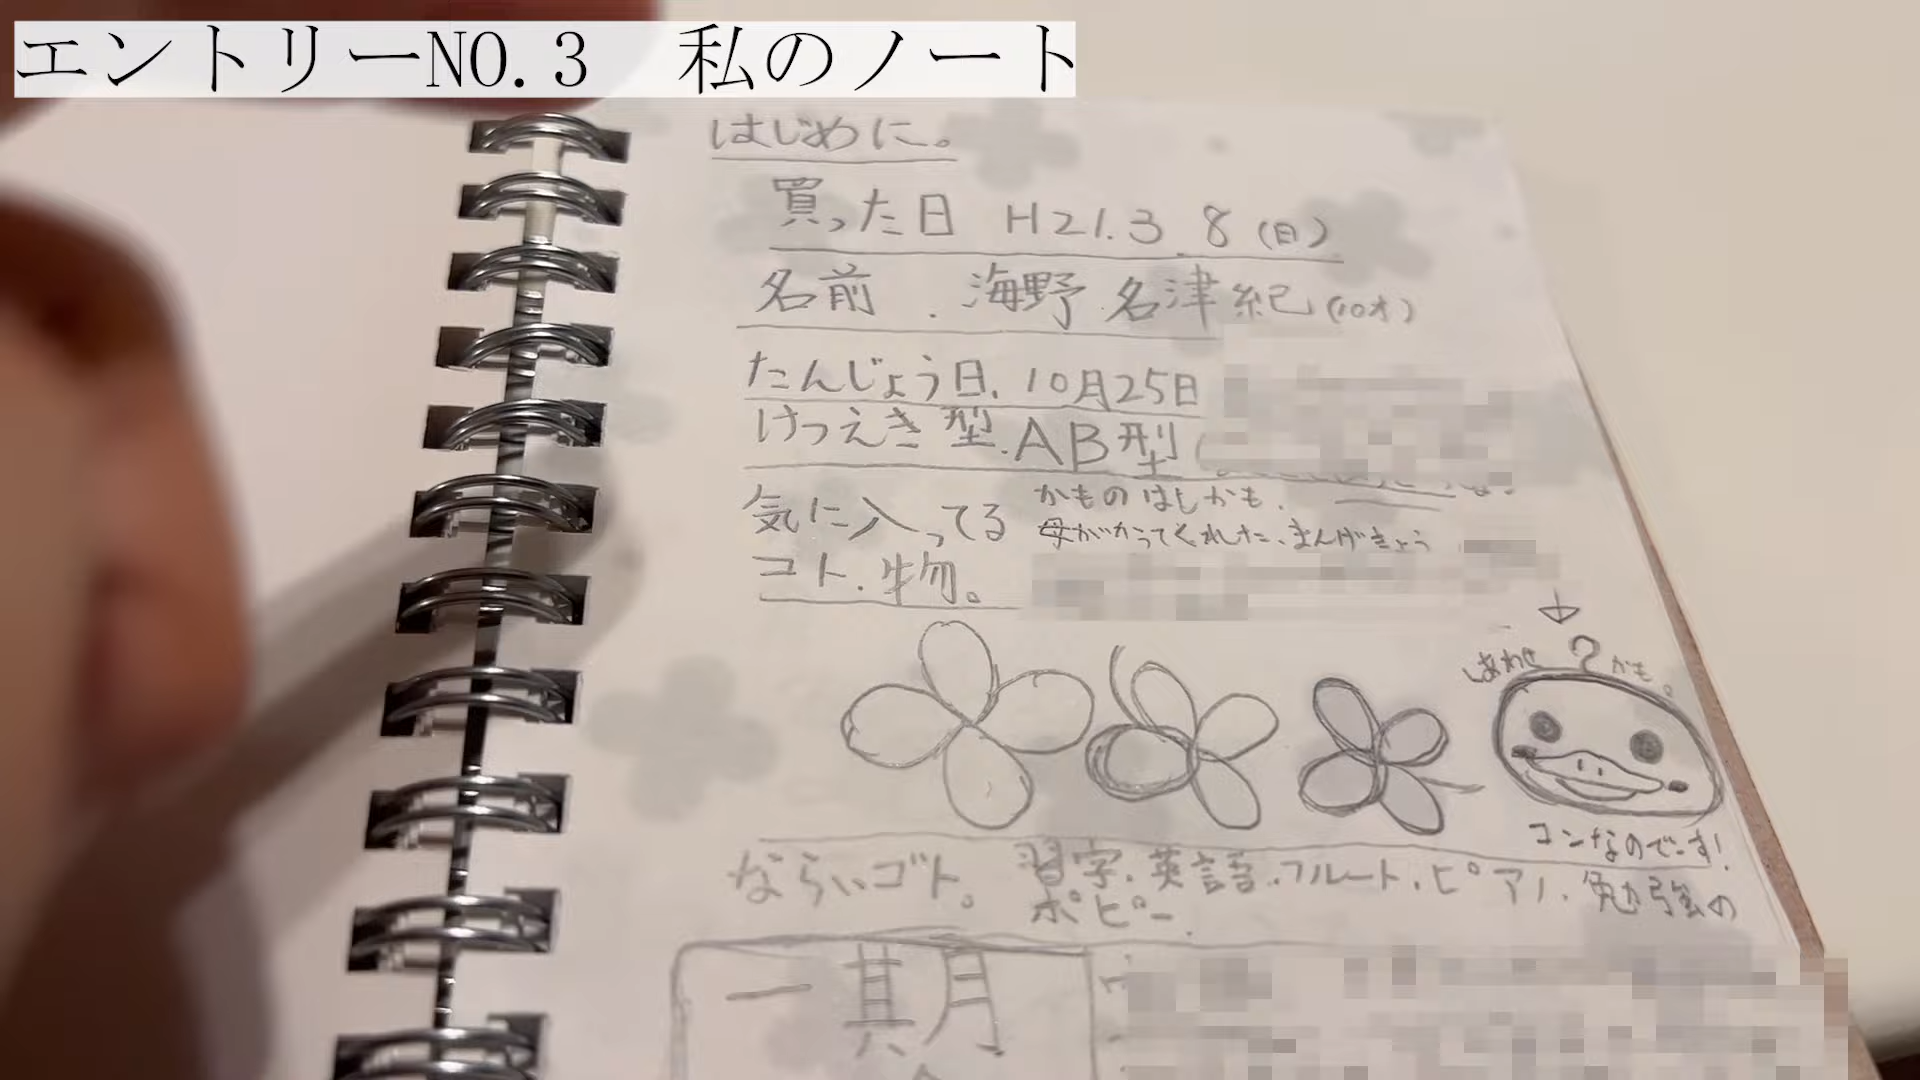 エントリーNO.3　私のノート
はじめに。
買った日 H21.3.8(日)
名前. 海野 名津紀(10才)
たんじょう日. 10月25日
けつえき型. AB型(
気に入ってる
コト.物。
かものはしかも.
母がかってくれた、まんげきょう
しあわせ?かも。
コンなのでーす!
ならいゴト。 習字.英語.フルート.ピアノ.勉強の
ポピー.
一期